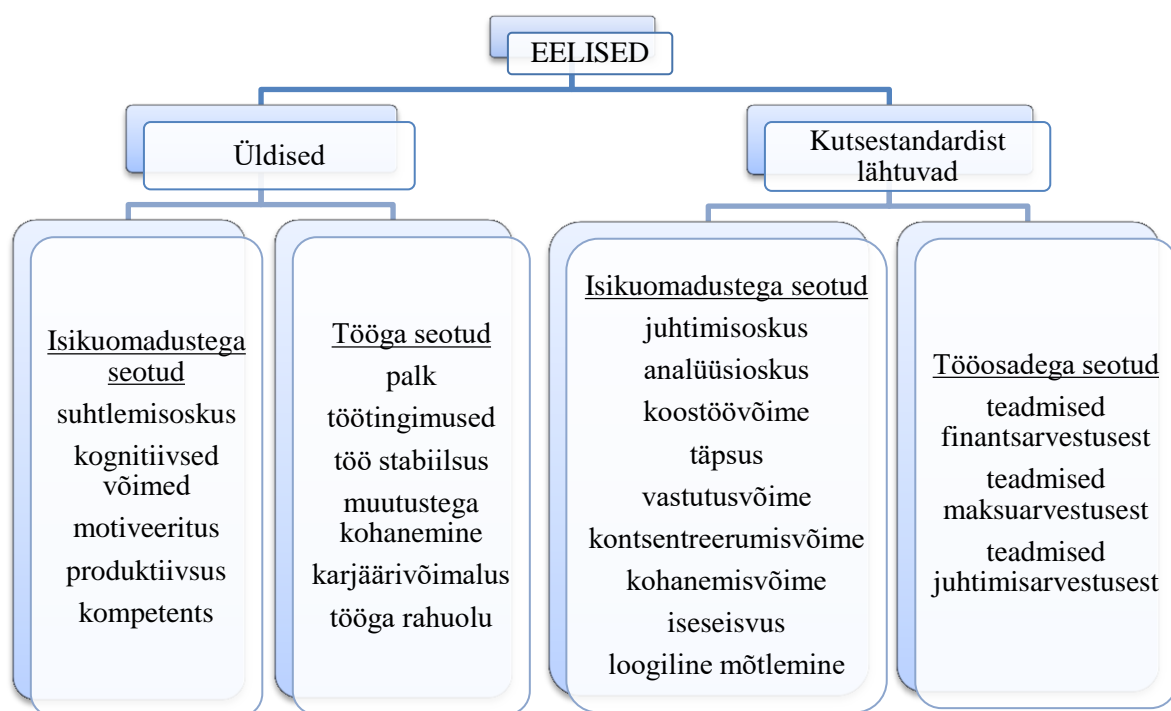 EELISED
Üldised
Kutsestandardist
lähtuvad
Isikuomadustega
seotud
suhtlemisoskus
kognitiivsed
võimed
motiveeritus
produktiivsus
kompetents
Tööga seotud
palk
töötingimused
töö stabiilsus
muutustega
kohanemine
karjäärivõimalus
tööga rahuolu
Isikuomadustega seotud
juhtimisoskus
analüüsioskus
koostöövõime
täpsus
vastutusvõime
kontsentreerumisvõime
kohanemisvõime
iseseisvus
loogiline mõtlemine
Tööosadega seotud
teadmised
finantsarvestusest
teadmised
maksuarvestusest
teadmised
juhtimisarvestusest